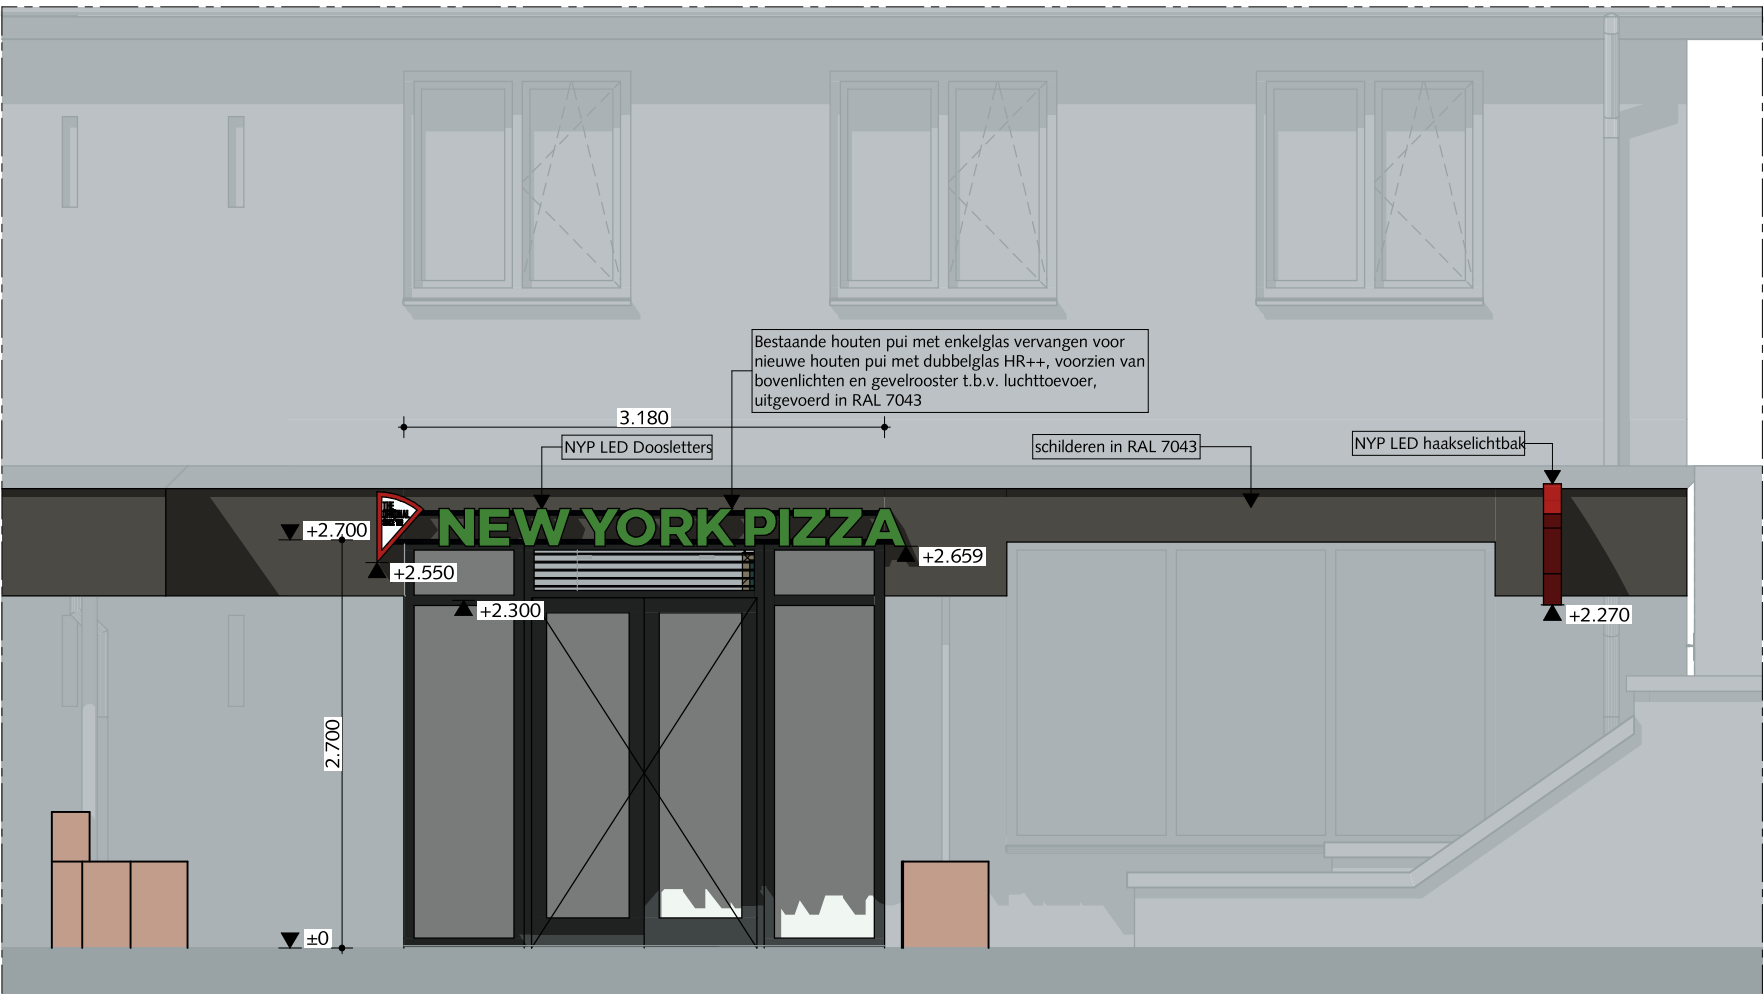 Bestaande houten pui met enkelglas vervangen voor
nieuwe houten pui met dubbelglas HR++, voorzien van
bovenlichten en gevelrooster t.b.v. luchttoevoer,
uitgevoerd in RAL 7043
3.180
NYP LED Doosletters
schilderen in RAL 7043
NYP LED haakselichtbak
NEW YORK PIZZA
+2.700
+2.550
+2.659
+2.300
+2.270
2.700
±0